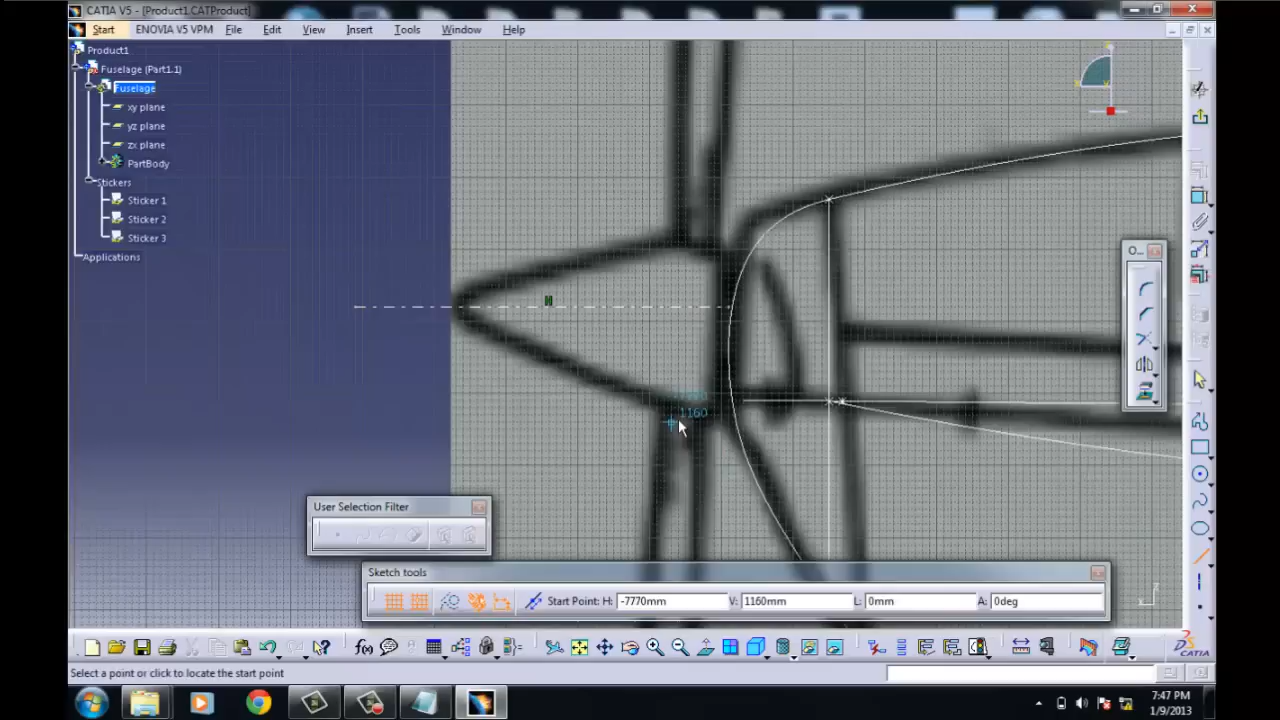 CATIA V5 - [Product1.CATProduct]
Start ENOVIA V5 VPM File Edit View Insert Tools Window Help
Product1
Fuselage (Part1.1)
Fuselage
xy plane
yz plane
zx plane
PartBody
Stickers
Sticker 1
Sticker 2
Sticker 3
Applications
H
1160
O...
User Selection Filter
Sketch tools
Start Point: H: -7770mm V: 1160mm L: 0mm A: 0deg
f(x)
DS
CATIA
Select a point or click to locate the start point
7:47 PM
1/9/2013